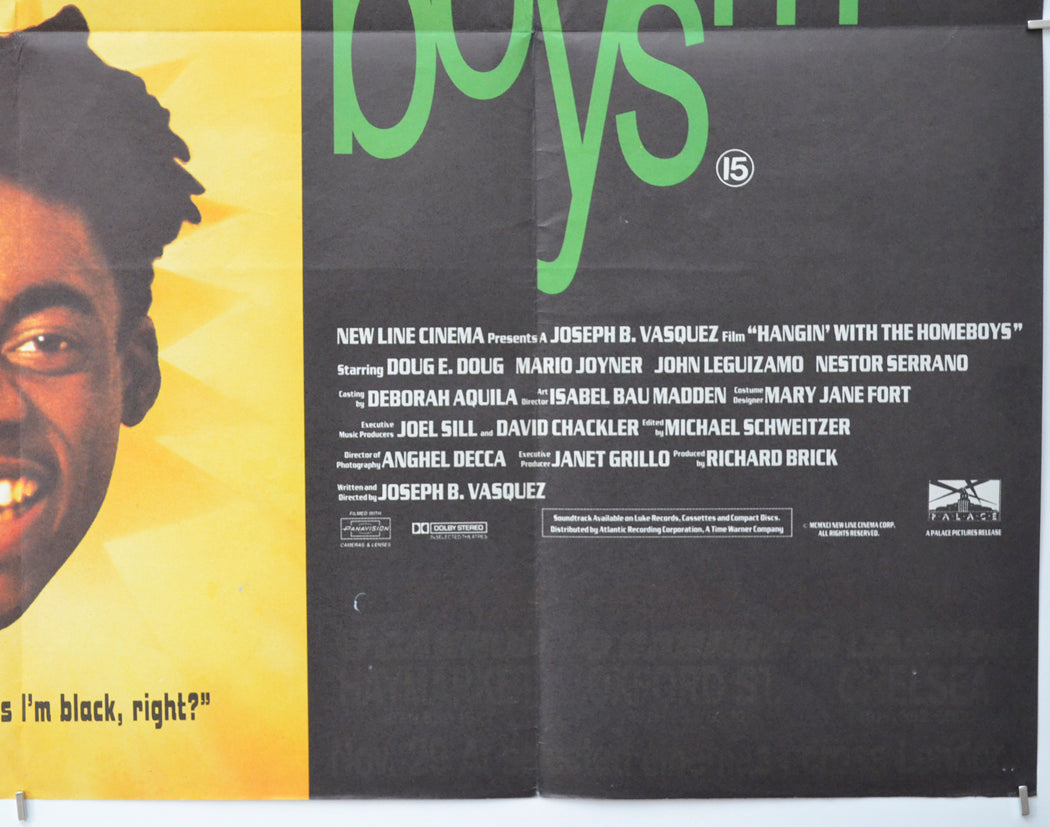 boys
15
NEW LINE CINEMA Presents A JOSEPH B. VASQUEZ Film “HANGIN’ WITH THE HOMEBOYS”
Starring DOUG E. DOUG MARIO JOYNER JOHN LEGUIZAMO NESTOR SERRANO
Casting by DEBORAH AQUILA Art Director ISABEL BAU MADDEN Costume Designer MARY JANE FORT
Executive Music Producers JOEL SILL and DAVID CHACKLER Edited by MICHAEL SCHWEITZER
Director of Photography ANGHEL DECCA Executive Producer JANET GRILLO Produced by RICHARD BRICK
Written and Directed by JOSEPH B. VASQUEZ
FILMED WITH
PANAVISION
CAMERAS & LENSES
DOLBY STEREO
IN SELECTED THEATRES
Soundtrack Available on Luke Records, Cassettes and Compact Discs.
Distributed by Atlantic Recording Corporation, A Time Warner Company
© MCMXCI NEW LINE CINEMA CORP.
ALL RIGHTS RESERVED.
PALACE
A PALACE PICTURES RELEASE
s I’m black, right?”